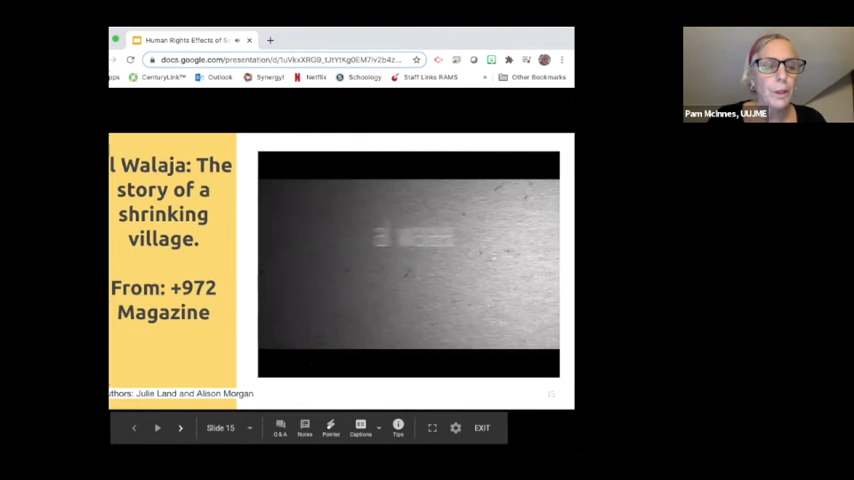 Human Rights Effects of S
docs.google.com/presentation/d/1uVkxXRG9_tJtYtKg0EM7iv2b4z...
pps CenturyLink™ Outlook Synergy! Netflix Schoology Staff Links RAMS » Other Bookmarks
l Walaja: The
story of a
shrinking
village.
From: +972
Magazine
uthors: Julie Land and Alison Morgan
15
Slide 15
Q&A Notes Pointer Captions Tips EXIT
Pam McInnes, UUJME